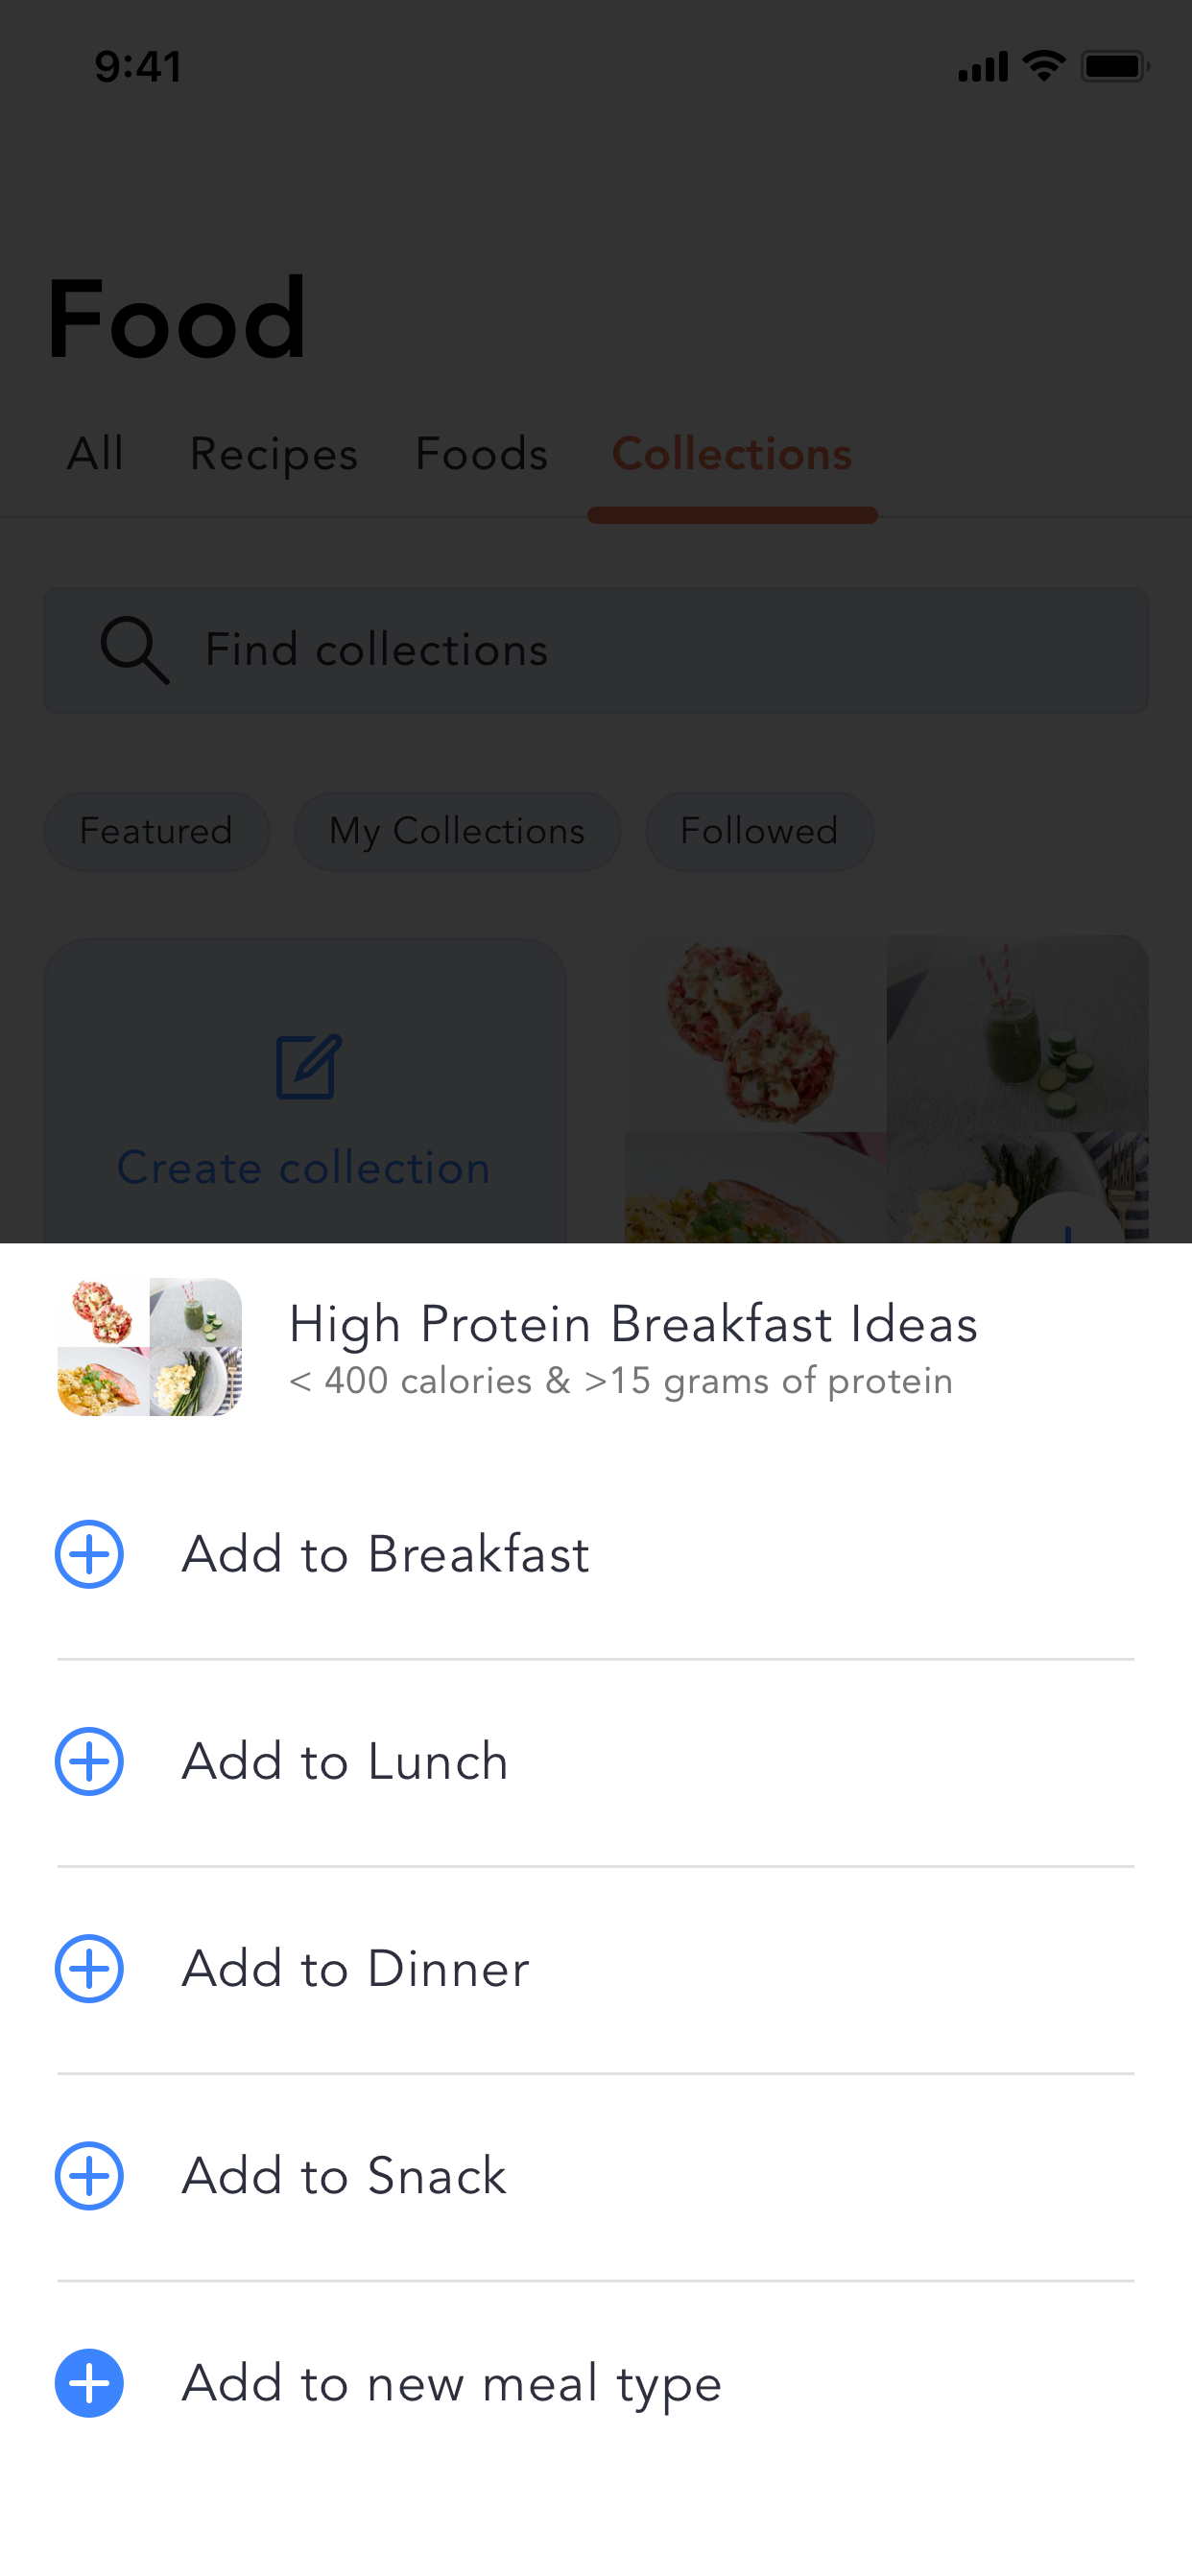 9:41
Food
All Recipes Foods Collections
Find collections
Featured My Collections Followed
Create collection
High Protein Breakfast Ideas
< 400 calories & >15 grams of protein
Add to Breakfast
Add to Lunch
Add to Dinner
Add to Snack
Add to new meal type